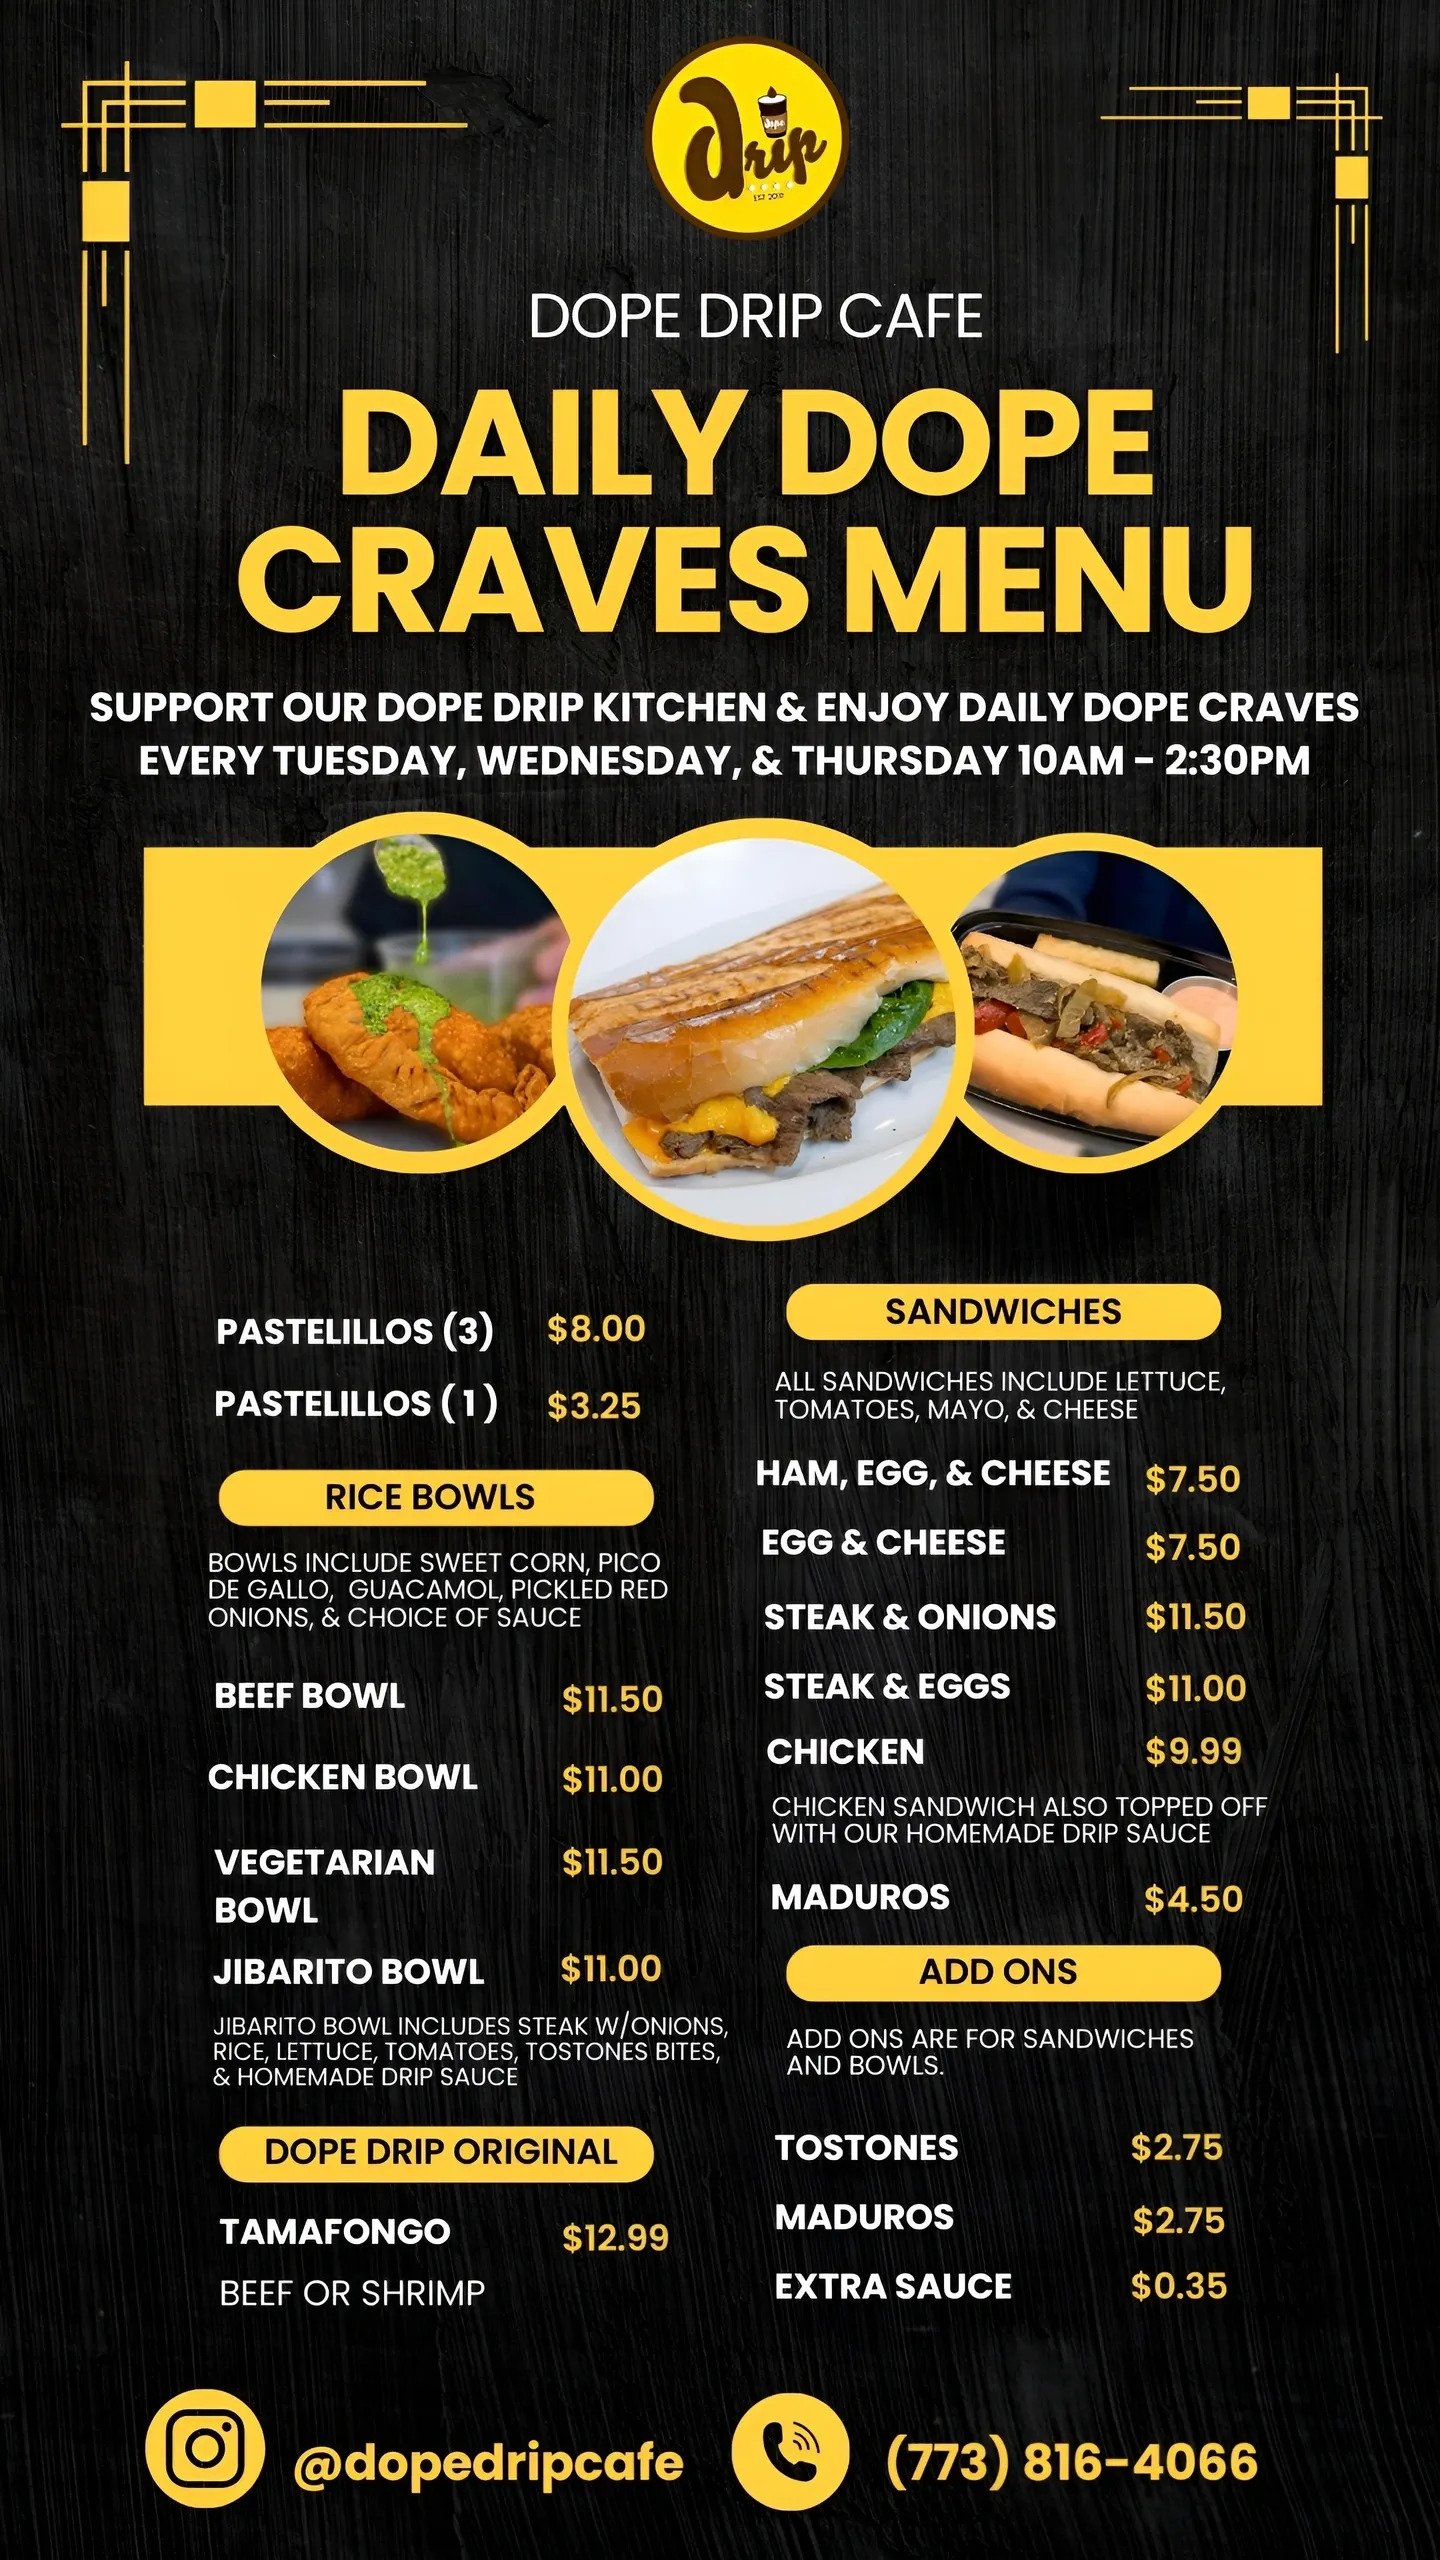 drip
DOPE DRIP CAFE
DAILY DOPE
CRAVES MENU
SUPPORT OUR DOPE DRIP KITCHEN & ENJOY DAILY DOPE CRAVES
EVERY TUESDAY, WEDNESDAY, & THURSDAY 10AM - 2:30PM
PASTELILLOS (3) $8.00
PASTELILLOS ( 1 ) $3.25
RICE BOWLS
BOWLS INCLUDE SWEET CORN, PICO
DE GALLO, GUACAMOL, PICKLED RED
ONIONS, & CHOICE OF SAUCE
BEEF BOWL $11.50
CHICKEN BOWL $11.00
VEGETARIAN $11.50
BOWL
JIBARITO BOWL $11.00
JIBARITO BOWL INCLUDES STEAK W/ONIONS,
RICE, LETTUCE, TOMATOES, TOSTONES BITES,
& HOMEMADE DRIP SAUCE
DOPE DRIP ORIGINAL
TAMAFONGO $12.99
BEEF OR SHRIMP
SANDWICHES
ALL SANDWICHES INCLUDE LETTUCE,
TOMATOES, MAYO, & CHEESE
HAM, EGG, & CHEESE $7.50
EGG & CHEESE $7.50
STEAK & ONIONS $11.50
STEAK & EGGS $11.00
CHICKEN $9.99
CHICKEN SANDWICH ALSO TOPPED OFF
WITH OUR HOMEMADE DRIP SAUCE
MADUROS $4.50
ADD ONS
ADD ONS ARE FOR SANDWICHES
AND BOWLS.
TOSTONES $2.75
MADUROS $2.75
EXTRA SAUCE $0.35
@dopedripcafe
(773) 816-4066